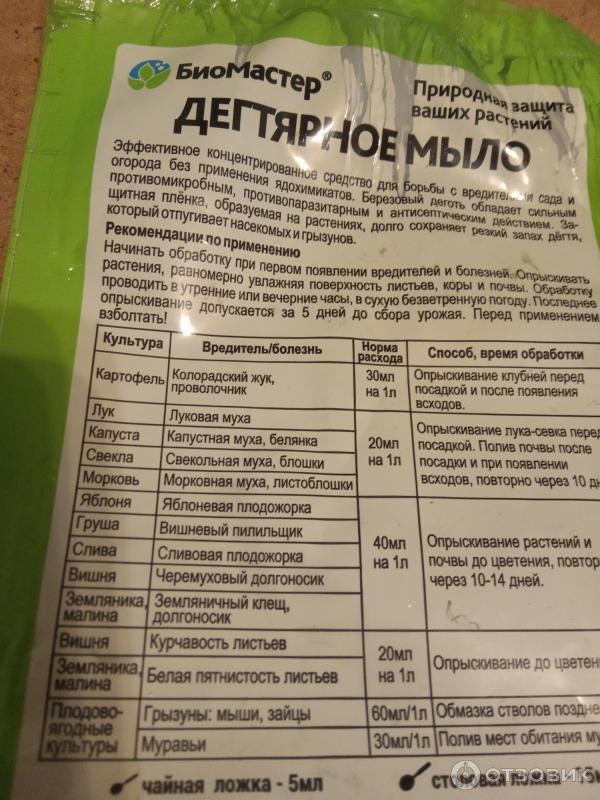 БиоМастер®
Природная защита
ваших растений
ДЕГТЯРНОЕ МЫЛО
Эффективное концентрированное средство для борьбы с вредителями сада и
огорода без применения ядохимикатов. Березовый деготь обладает сильным
противомикробным, противопаразитарным и антисептическим действием. За-
щитная плёнка, образуемая на растениях, долго сохраняет резкий запах дёгтя,
который отпугивает насекомых и грызунов.
Рекомендации по применению
Начинать обработку при первом появлении вредителей и болезней. Опрыскивать
растения, равномерно увлажняя поверхность листьев, коры и почвы. Обработку
проводить в утренние или вечерние часы, в сухую безветренную погоду. Последнее
опрыскивание допускается за 5 дней до сбора урожая. Перед применением
взболтать!
Культура Вредитель/болезнь Норма расхода Способ, время обработки
Картофель Колорадский жук, проволочник 30мл на 1л Опрыскивание клубней перед посадкой и после появления всходов.
Лук Луковая муха
Капуста Капустная муха, белянка
Свекла Свекольная муха, блошки
Морковь Морковная муха, листоблошки
20мл на 1л
Опрыскивание лука-севка перед
посадкой. Полив почвы после
посадки и при появлении
всходов, повторно через 10 дн
Яблоня Яблоневая плодожорка
Груша Вишневый пилильщик
Слива Сливовая плодожорка
Вишня Черемуховый долгоносик
Земляника, малина Земляничный клещ, долгоносик
40мл на 1л
Опрыскивание растений и
почвы до цветения, повтор
через 10-14 дней.
Вишня Курчавость листьев
Земляника, малина Белая пятнистость листьев
20мл на 1л
Опрыскивание до цветен
Плодово-ягодные культуры
Грызуны: мыши, зайцы 60мл/1л Обмазка стволов поздне
Муравьи 30мл/1л Полив мест обитания му
чайная ложка - 5мл
столовая ложка - 15м
отзовик